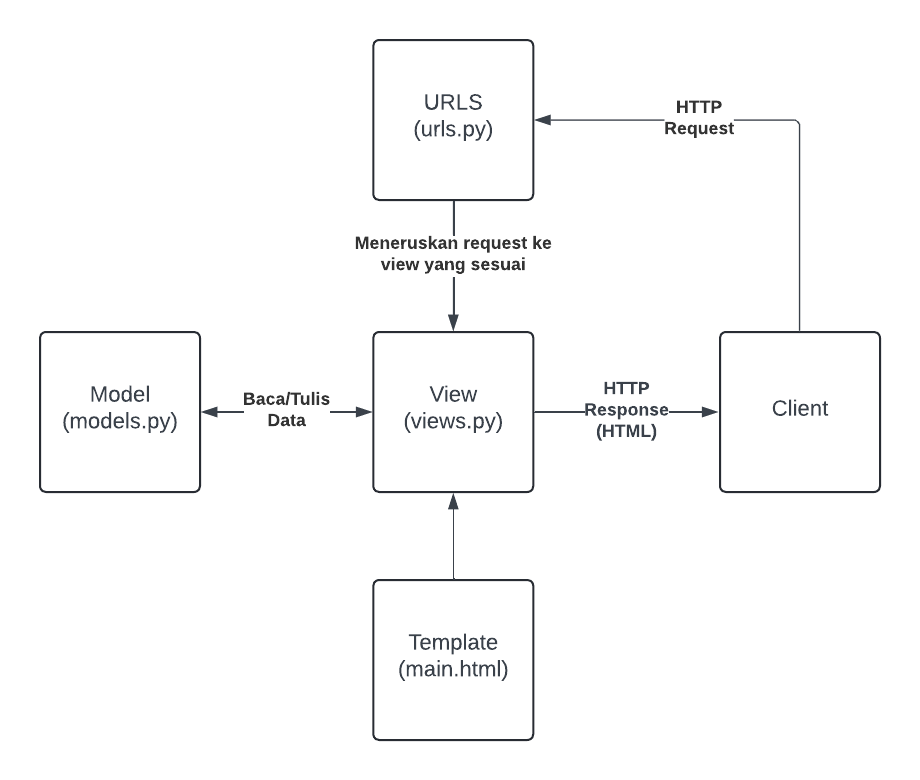 URLS
(urls.py)
HTTP
Request
Meneruskan request ke
view yang sesuai
Model
(models.py)
Baca/Tulis
Data
View
(views.py)
HTTP
Response
(HTML)
Client
Template
(main.html)